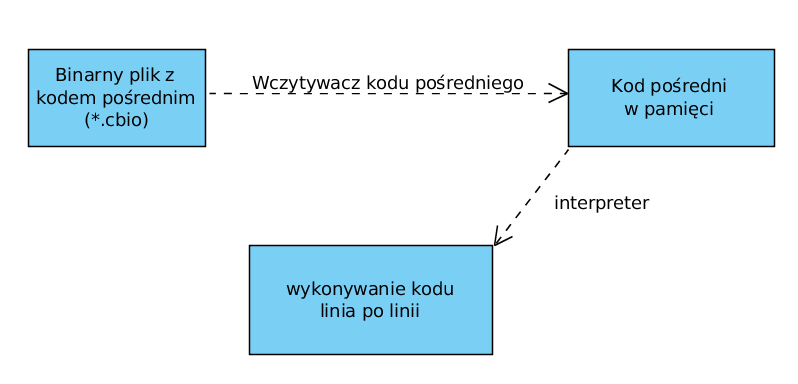 Binarny plik z
kodem pośrednim
(*.cbio)
Wczytywacz kodu pośredniego
Kod pośredni
w pamięci
interpreter
wykonywanie kodu
linia po linii